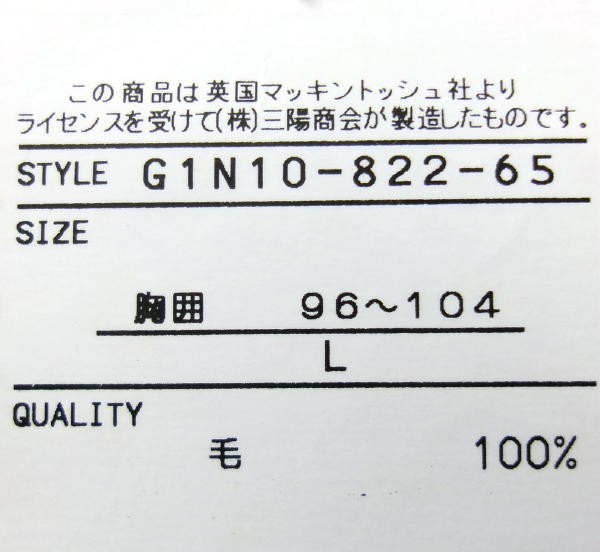 この商品は英国マッキントッシュ社より
ライセンスを受けて(株)三陽商会が製造したものです。
STYLE G1N10-822-65
SIZE
胸囲 96～104
L
QUALITY
毛 100%